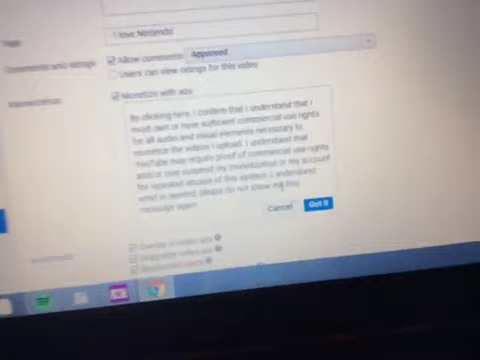 I love Nintendo
Tags
Comments and ratings
Allow comments Approved
Users can view ratings for this video
Monetization
Monetize with ads
By clicking here, I confirm that I understand that I
must own or have sufficient commercial use rights
for all audio and visual elements necessary to
monetize the videos I upload. I understand that
YouTube may require proof of commercial use rights
and/or may suspend my monetization or my account
for repeated abuses of this system. I understand
what is needed, please do not show me this
message again.
Cancel Got it